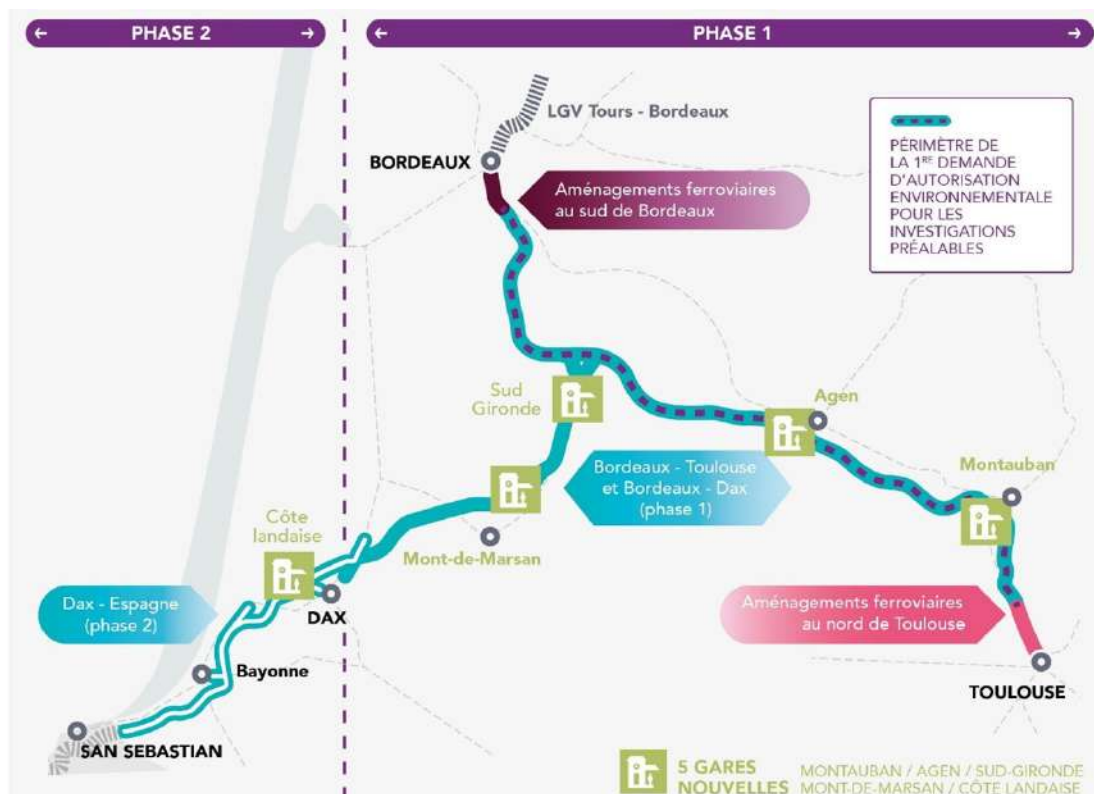 PHASE 2
PHASE 1
LGV Tours - Bordeaux
BORDEAUX
Aménagements ferroviaires
au sud de Bordeaux
PÉRIMÈTRE DE
LA 1RE DEMANDE
D'AUTORISATION
ENVIRONNEMENTALE
POUR LES
INVESTIGATIONS
PRÉALABLES
Sud
Gironde
Agen
Bordeaux - Toulouse
et Bordeaux - Dax
(phase 1)
Montauban
Côte
landaise
Mont-de-Marsan
Dax - Espagne
(phase 2)
DAX
Aménagements ferroviaires
au nord de Toulouse
Bayonne
TOULOUSE
SAN SEBASTIAN
5 GARES
NOUVELLES
MONTAUBAN / AGEN / SUD-GIRONDE
MONT-DE-MARSAN / CÔTE LANDAISE